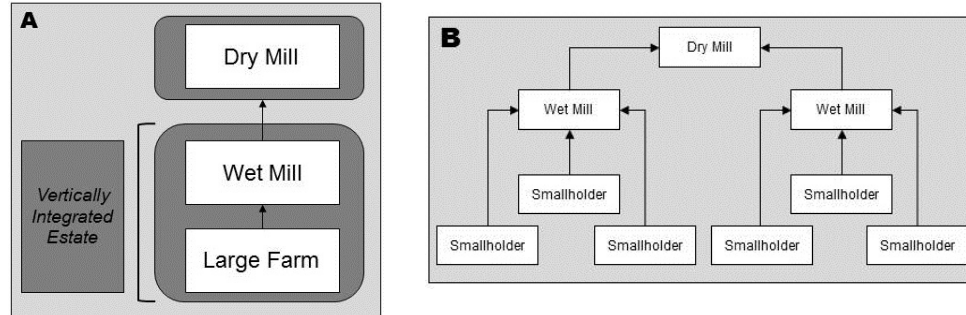 A
Dry Mill
Wet Mill
Large Farm
Vertically
Integrated
Estate
B
Dry Mill
Wet Mill
Wet Mill
Smallholder
Smallholder
Smallholder
Smallholder
Smallholder
Smallholder